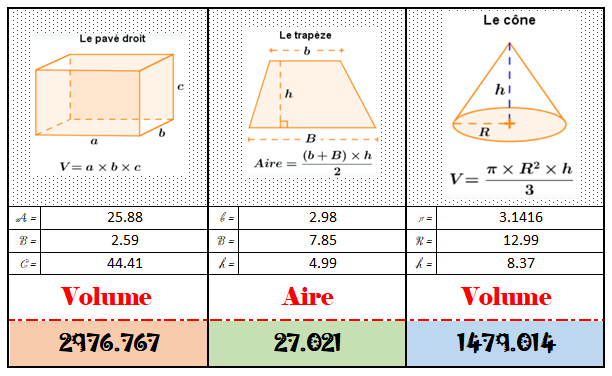 Le pavé droit
c
b
a
V = a × b × c
A = 25.88
B = 2.59
C = 44.41
Volume
2976.767
Le trapèze
b
h
B
Aire = (b + B) × h / 2
b = 2.98
B = 7.85
h = 4.99
Aire
27.021
Le cône
h
R
V = π × R² × h / 3
π = 3.1416
R = 12.99
h = 8.37
Volume
1479.014